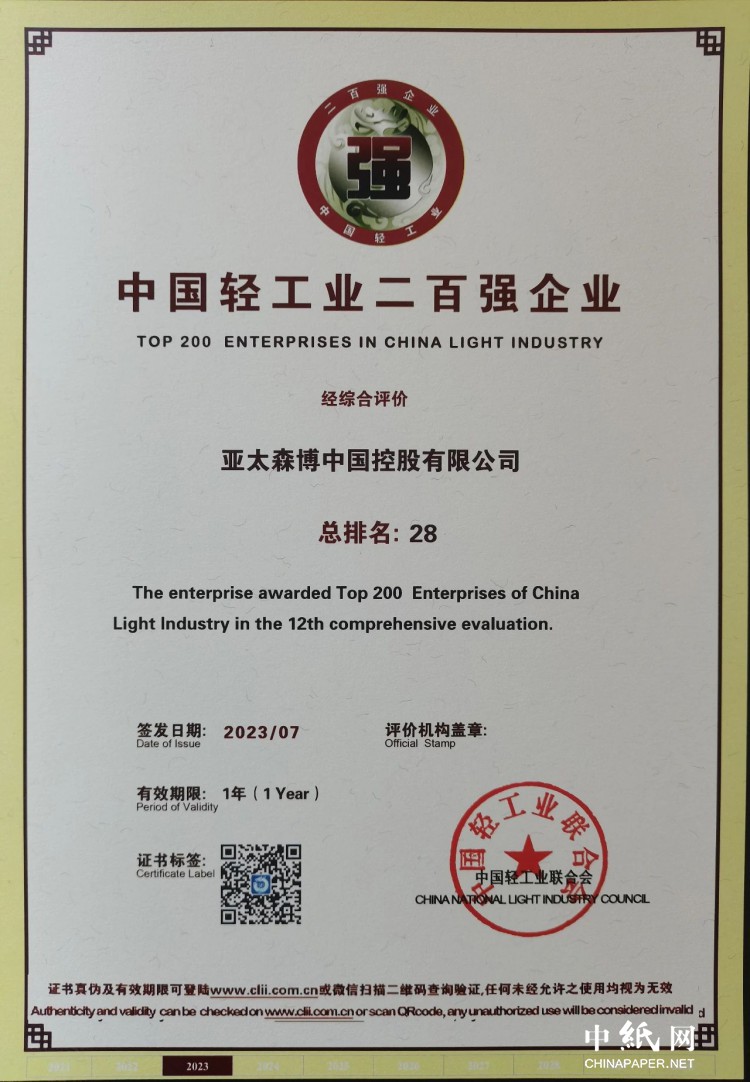 二百强企业
强
中国轻工业
中国轻工业二百强企业
TOP 200 ENTERPRISES IN CHINA LIGHT INDUSTRY
经综合评价
亚太森博中国控股有限公司
总排名: 28
The enterprise awarded Top 200 Enterprises of China
Light Industry in the 12th comprehensive evaluation.
签发日期: 2023/07
Date of Issue
评价机构盖章:
Official Stamp
有效期限: 1年 ( 1 Year )
Period of Validity
证书标签:
Certificate Label
中国轻工业联合会
中国轻工业联合会
CHINA NATIONAL LIGHT INDUSTRY COUNCIL
证书真伪及有效期限可登陆www.clii.com.cn或微信扫描二维码查询验证,任何未经允许之使用均视为无效
Authenticity and validity can be checked on www.clii.com.cn or scan QRcode, any unauthorized use will be considered invalid
中紙网
CHINAPAPER.NET
2021 2022 2023 2024 2025 2026 2027 2028